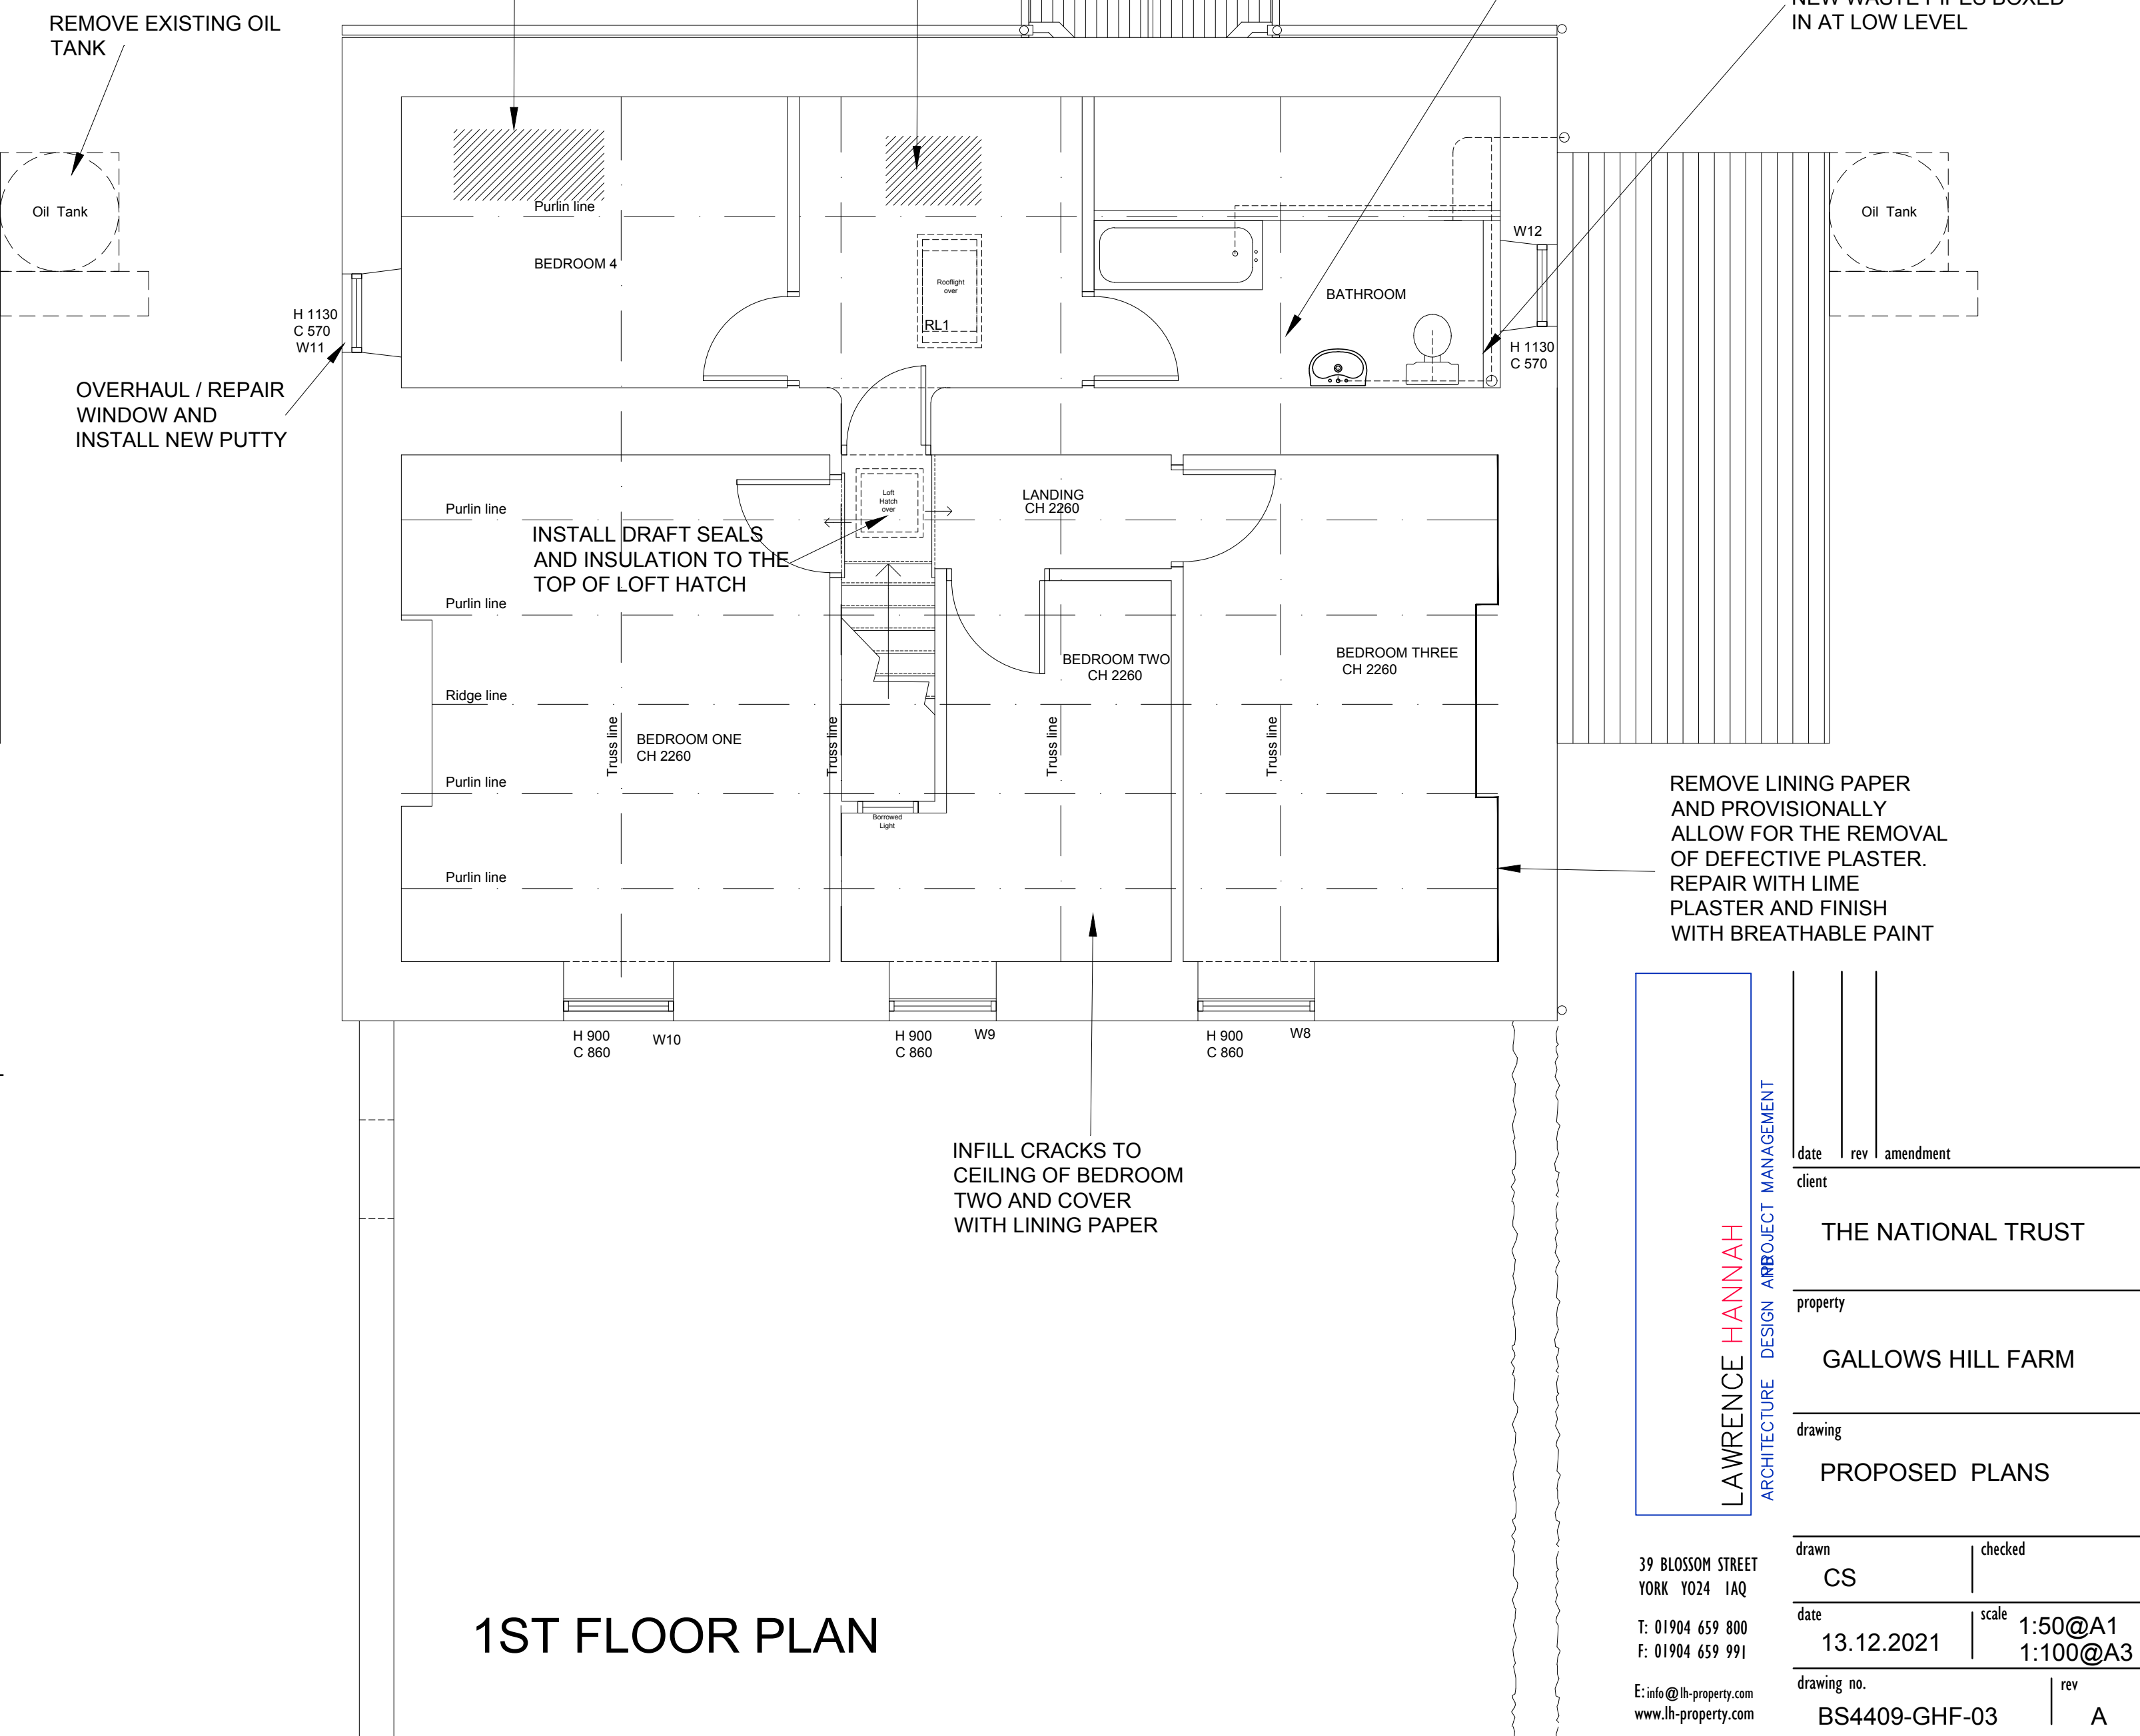 REMOVE EXISTING OIL
TANK
NEW WASTE PIPES BOXED
IN AT LOW LEVEL
Oil Tank
Oil Tank
Purlin line
BEDROOM 4
Rooflight
over
RL1
BATHROOM
W12
H 1130
C 570
W11
H 1130
C 570
OVERHAUL / REPAIR
WINDOW AND
INSTALL NEW PUTTY
Purlin line
Loft
Hatch
over
LANDING
CH 2260
INSTALL DRAFT SEALS
AND INSULATION TO THE
TOP OF LOFT HATCH
Purlin line
BEDROOM TWO
CH 2260
BEDROOM THREE
CH 2260
Ridge line
BEDROOM ONE
CH 2260
Truss line
Truss line
Truss line
Truss line
Purlin line
Borrowed
Light
Purlin line
REMOVE LINING PAPER
AND PROVISIONALLY
ALLOW FOR THE REMOVAL
OF DEFECTIVE PLASTER.
REPAIR WITH LIME
PLASTER AND FINISH
WITH BREATHABLE PAINT
H 900
C 860
W10
H 900
C 860
W9
H 900
C 860
W8
INFILL CRACKS TO
CEILING OF BEDROOM
TWO AND COVER
WITH LINING PAPER
1ST FLOOR PLAN
LAWRENCE HANNAH
ARCHITECTURE DESIGN AND PROJECT MANAGEMENT
39 BLOSSOM STREET
YORK YO24 1AQ
T: 01904 659 800
F: 01904 659 991
E: info@lh-property.com
www.lh-property.com
date rev amendment
client
THE NATIONAL TRUST
property
GALLOWS HILL FARM
drawing
PROPOSED PLANS
drawn checked
CS
date scale
13.12.2021
1:50@A1
1:100@A3
drawing no. rev
BS4409-GHF-03 A